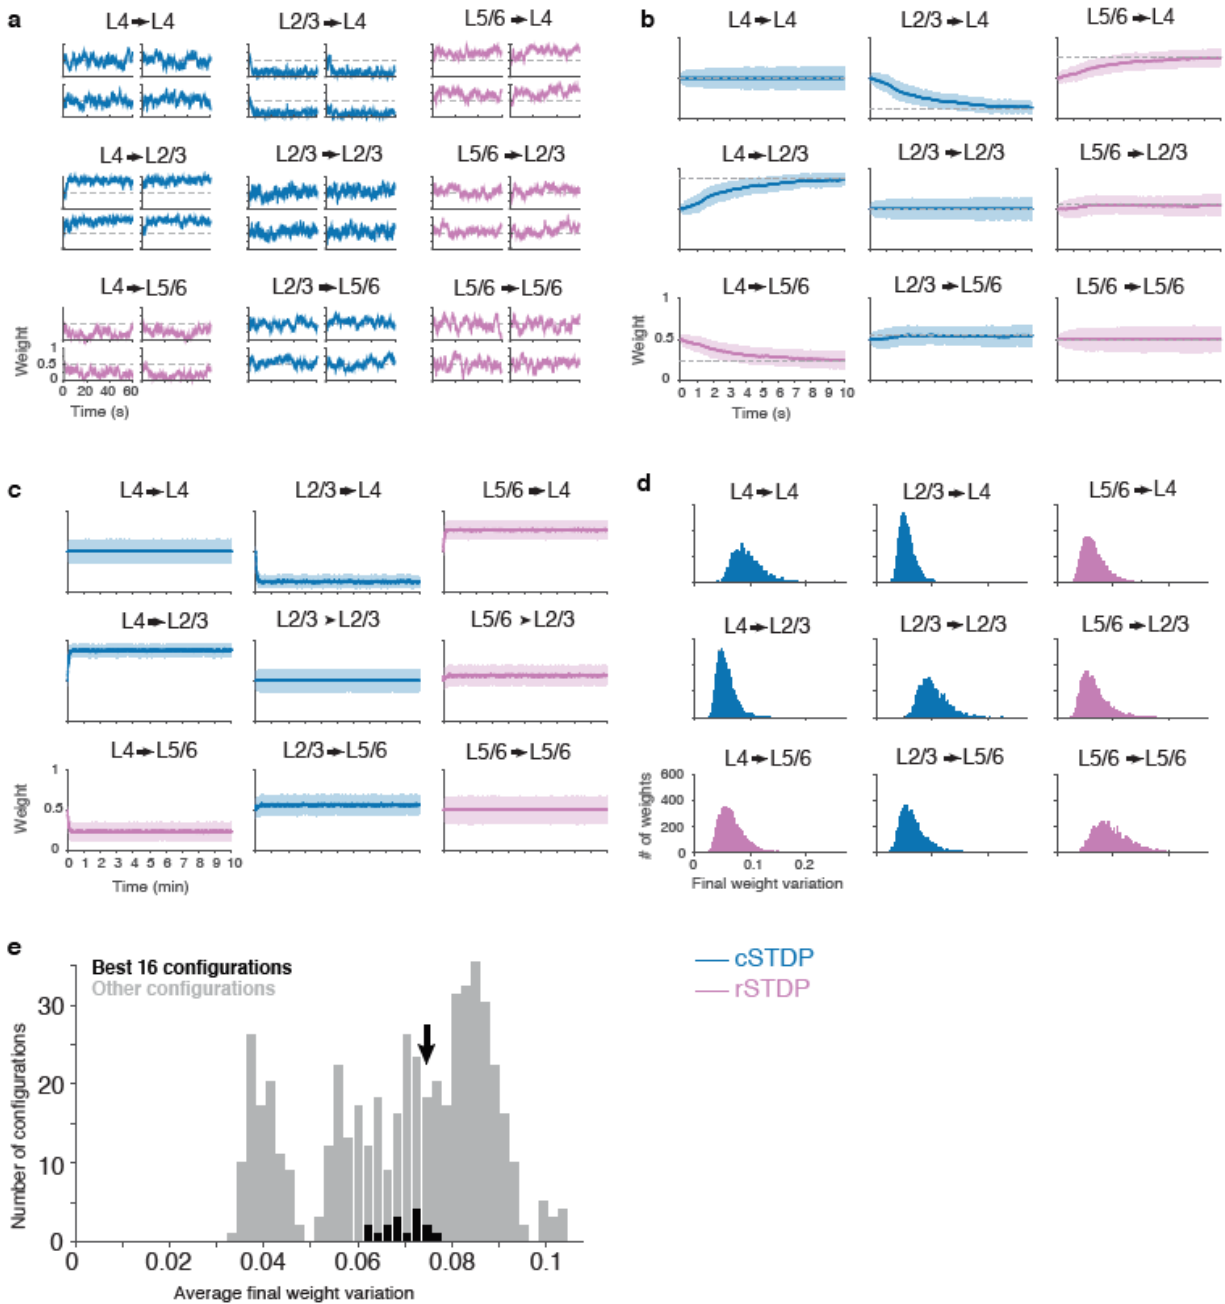 a
L4➡L4
L2/3➡L4
L5/6➡L4
L4➡L2/3
L2/3➡L2/3
L5/6➡L2/3
L4➡L5/6
L2/3➡L5/6
L5/6➡L5/6
Weight
1
0.5
0
0 20 40 60
Time (s)
b
L4➡L4
L2/3➡L4
L5/6➡L4
L4➡L2/3
L2/3➡L2/3
L5/6➡L2/3
L4➡L5/6
L2/3➡L5/6
L5/6➡L5/6
Weight
1
0.5
0
0 1 2 3 4 5 6 7 8 9 10
Time (s)
c
L4➡L4
L2/3➡L4
L5/6➡L4
L4➡L2/3
L2/3➤L2/3
L5/6➤L2/3
L4➡L5/6
L2/3➡L5/6
L5/6➡L5/6
Weight
1
0.5
0
0 1 2 3 4 5 6 7 8 9 10
Time (min)
d
L4➡L4
L2/3➡L4
L5/6➡L4
L4➡L2/3
L2/3➡L2/3
L5/6➡L2/3
L4➡L5/6
L2/3➡L5/6
L5/6➡L5/6
# of weights
600
400
200
0
0 0.1 0.2
Final weight variation
e
Best 16 configurations
Other configurations
Number of configurations
30
20
10
0
0 0.02 0.04 0.06 0.08 0.1
Average final weight variation
cSTDP
rSTDP